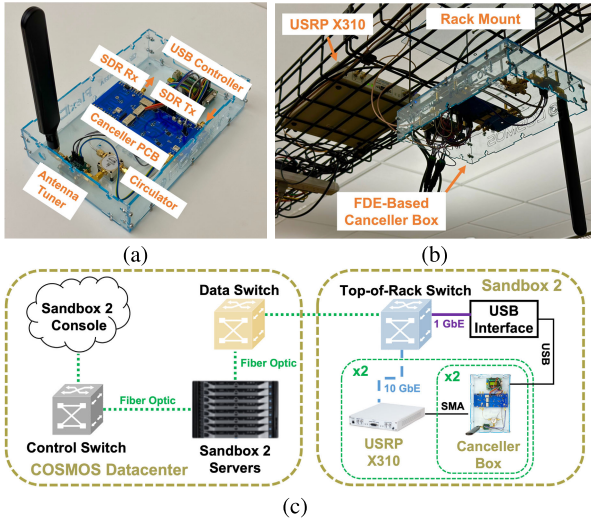 SDR Rx
USB Controller
SDR Tx
Canceller PCB
Antenna
Tuner
Circulator
(a)
USRP X310
Rack Mount
FDE-Based
Canceller Box
(b)
Sandbox 2
Console
Data Switch
Fiber Optic
Fiber Optic
Control Switch
Sandbox 2
Servers
COSMOS Datacenter
Top-of-Rack Switch
Sandbox 2
1 GbE
USB
Interface
USB
x2
10 GbE
x2
SMA
USRP
X310
Canceller
Box
(c)